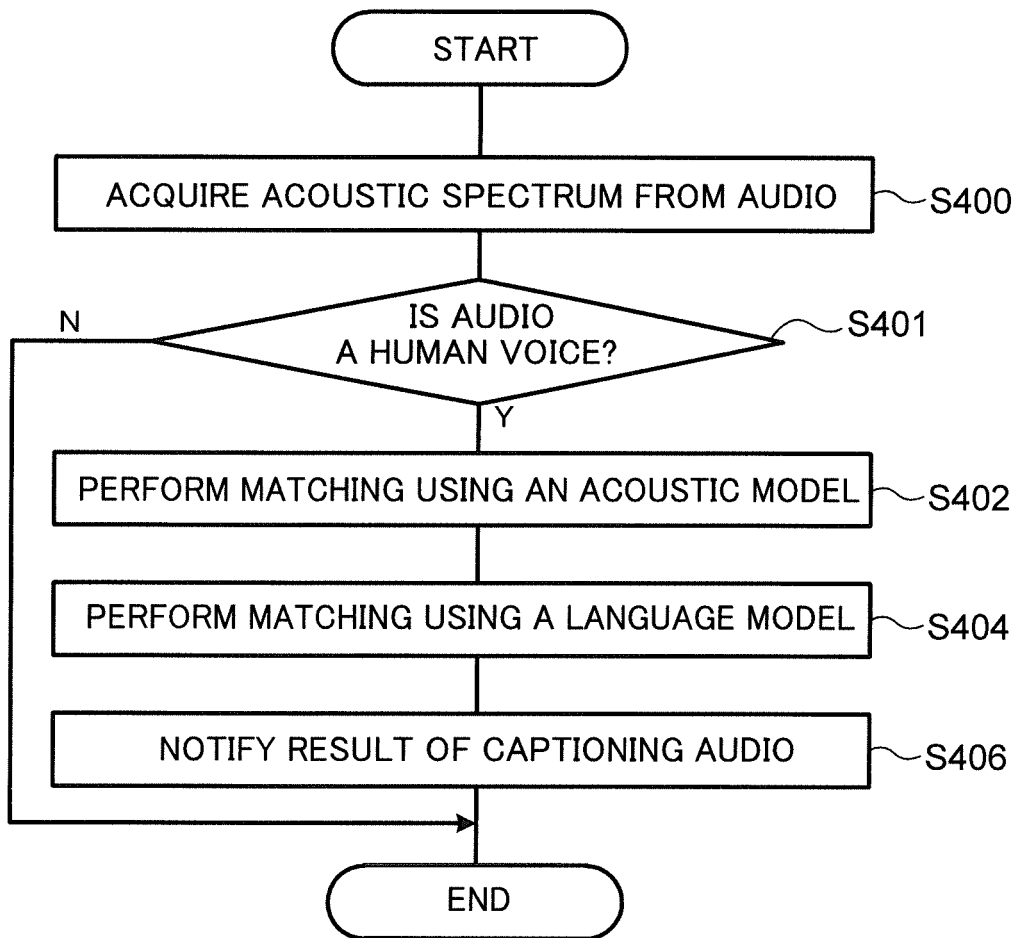 START
ACQUIRE ACOUSTIC SPECTRUM FROM AUDIO
S400
IS AUDIO
A HUMAN VOICE?
S401
N
Y
PERFORM MATCHING USING AN ACOUSTIC MODEL
S402
PERFORM MATCHING USING A LANGUAGE MODEL
S404
NOTIFY RESULT OF CAPTIONING AUDIO
S406
END